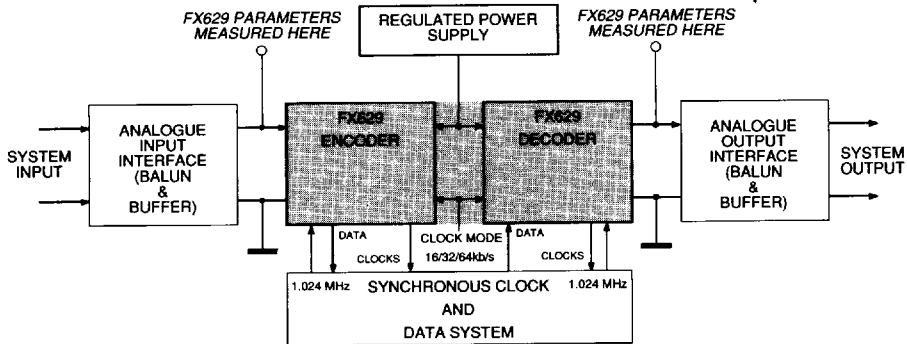 FX629 PARAMETERS
MEASURED HERE
REGULATED POWER
SUPPLY
FX629 PARAMETERS
MEASURED HERE
SYSTEM
INPUT
ANALOGUE
INPUT
INTERFACE
(BALUN
&
BUFFER)
FX629
ENCODER
FX629
DECODER
ANALOGUE
OUTPUT
INTERFACE
(BALUN
&
BUFFER)
SYSTEM
OUTPUT
DATA
CLOCKS
CLOCK MODE
16/32/64kb/s
DATA
CLOCKS
1.024 MHz
SYNCHRONOUS CLOCK
AND
DATA SYSTEM
1.024 MHz